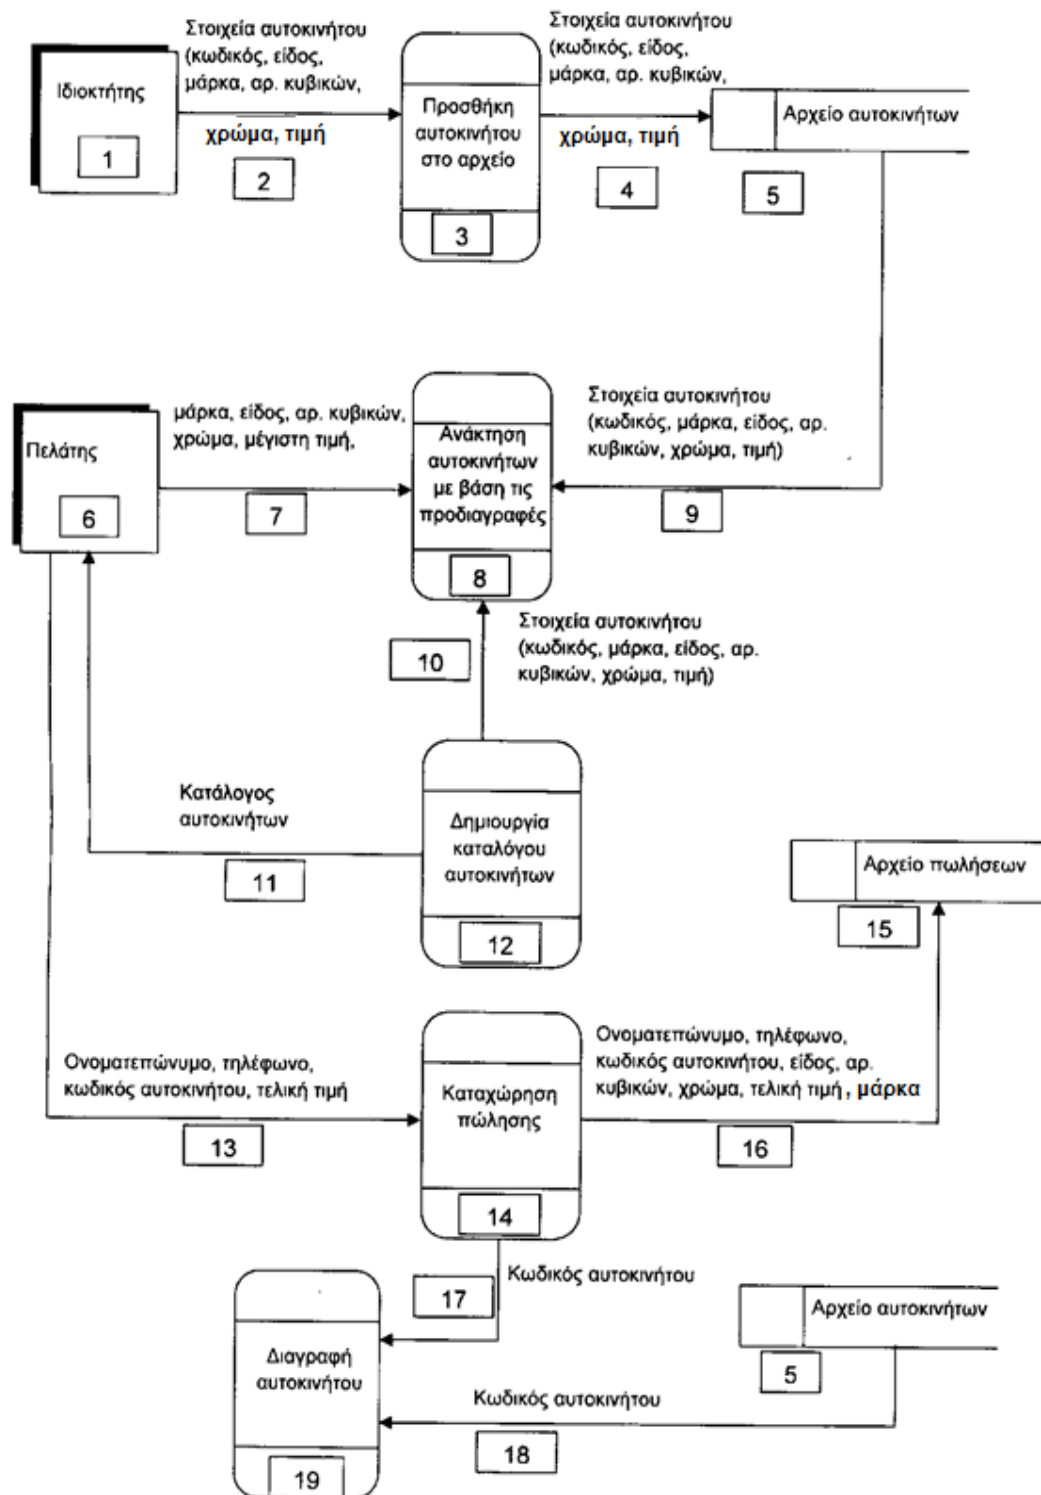 Στοιχεία αυτοκινήτου
(κωδικός, είδος,
μάρκα, αρ. κυβικών,
χρώμα, τιμή
2
Ιδιοκτήτης
1
Προσθήκη
αυτοκινήτου
στο αρχείο
3
Στοιχεία αυτοκινήτου
(κωδικός, είδος,
μάρκα, αρ. κυβικών,
χρώμα, τιμή
4
Αρχείο αυτοκινήτων
5
Πελάτης
6
μάρκα, είδος, αρ. κυβικών,
χρώμα, μέγιστη τιμή,
7
Ανάκτηση
αυτοκινήτων
με βάση τις
προδιαγραφές
8
Στοιχεία αυτοκινήτου
(κωδικός, μάρκα, είδος, αρ.
κυβικών, χρώμα, τιμή)
9
10
Στοιχεία αυτοκινήτου
(κωδικός, μάρκα, είδος, αρ.
κυβικών, χρώμα, τιμή)
Κατάλογος
αυτοκινήτων
11
Δημιουργία
καταλόγου
αυτοκινήτων
12
Αρχείο πωλήσεων
15
Ονοματεπώνυμο, τηλέφωνο,
κωδικός αυτοκινήτου, τελική τιμή
13
Καταχώρηση
πώλησης
14
Ονοματεπώνυμο, τηλέφωνο,
κωδικός αυτοκινήτου, είδος, αρ.
κυβικών, χρώμα, τελική τιμή , μάρκα
16
17
Κωδικός αυτοκινήτου
Αρχείο αυτοκινήτων
5
Διαγραφή
αυτοκινήτου
19
Κωδικός αυτοκινήτου
18